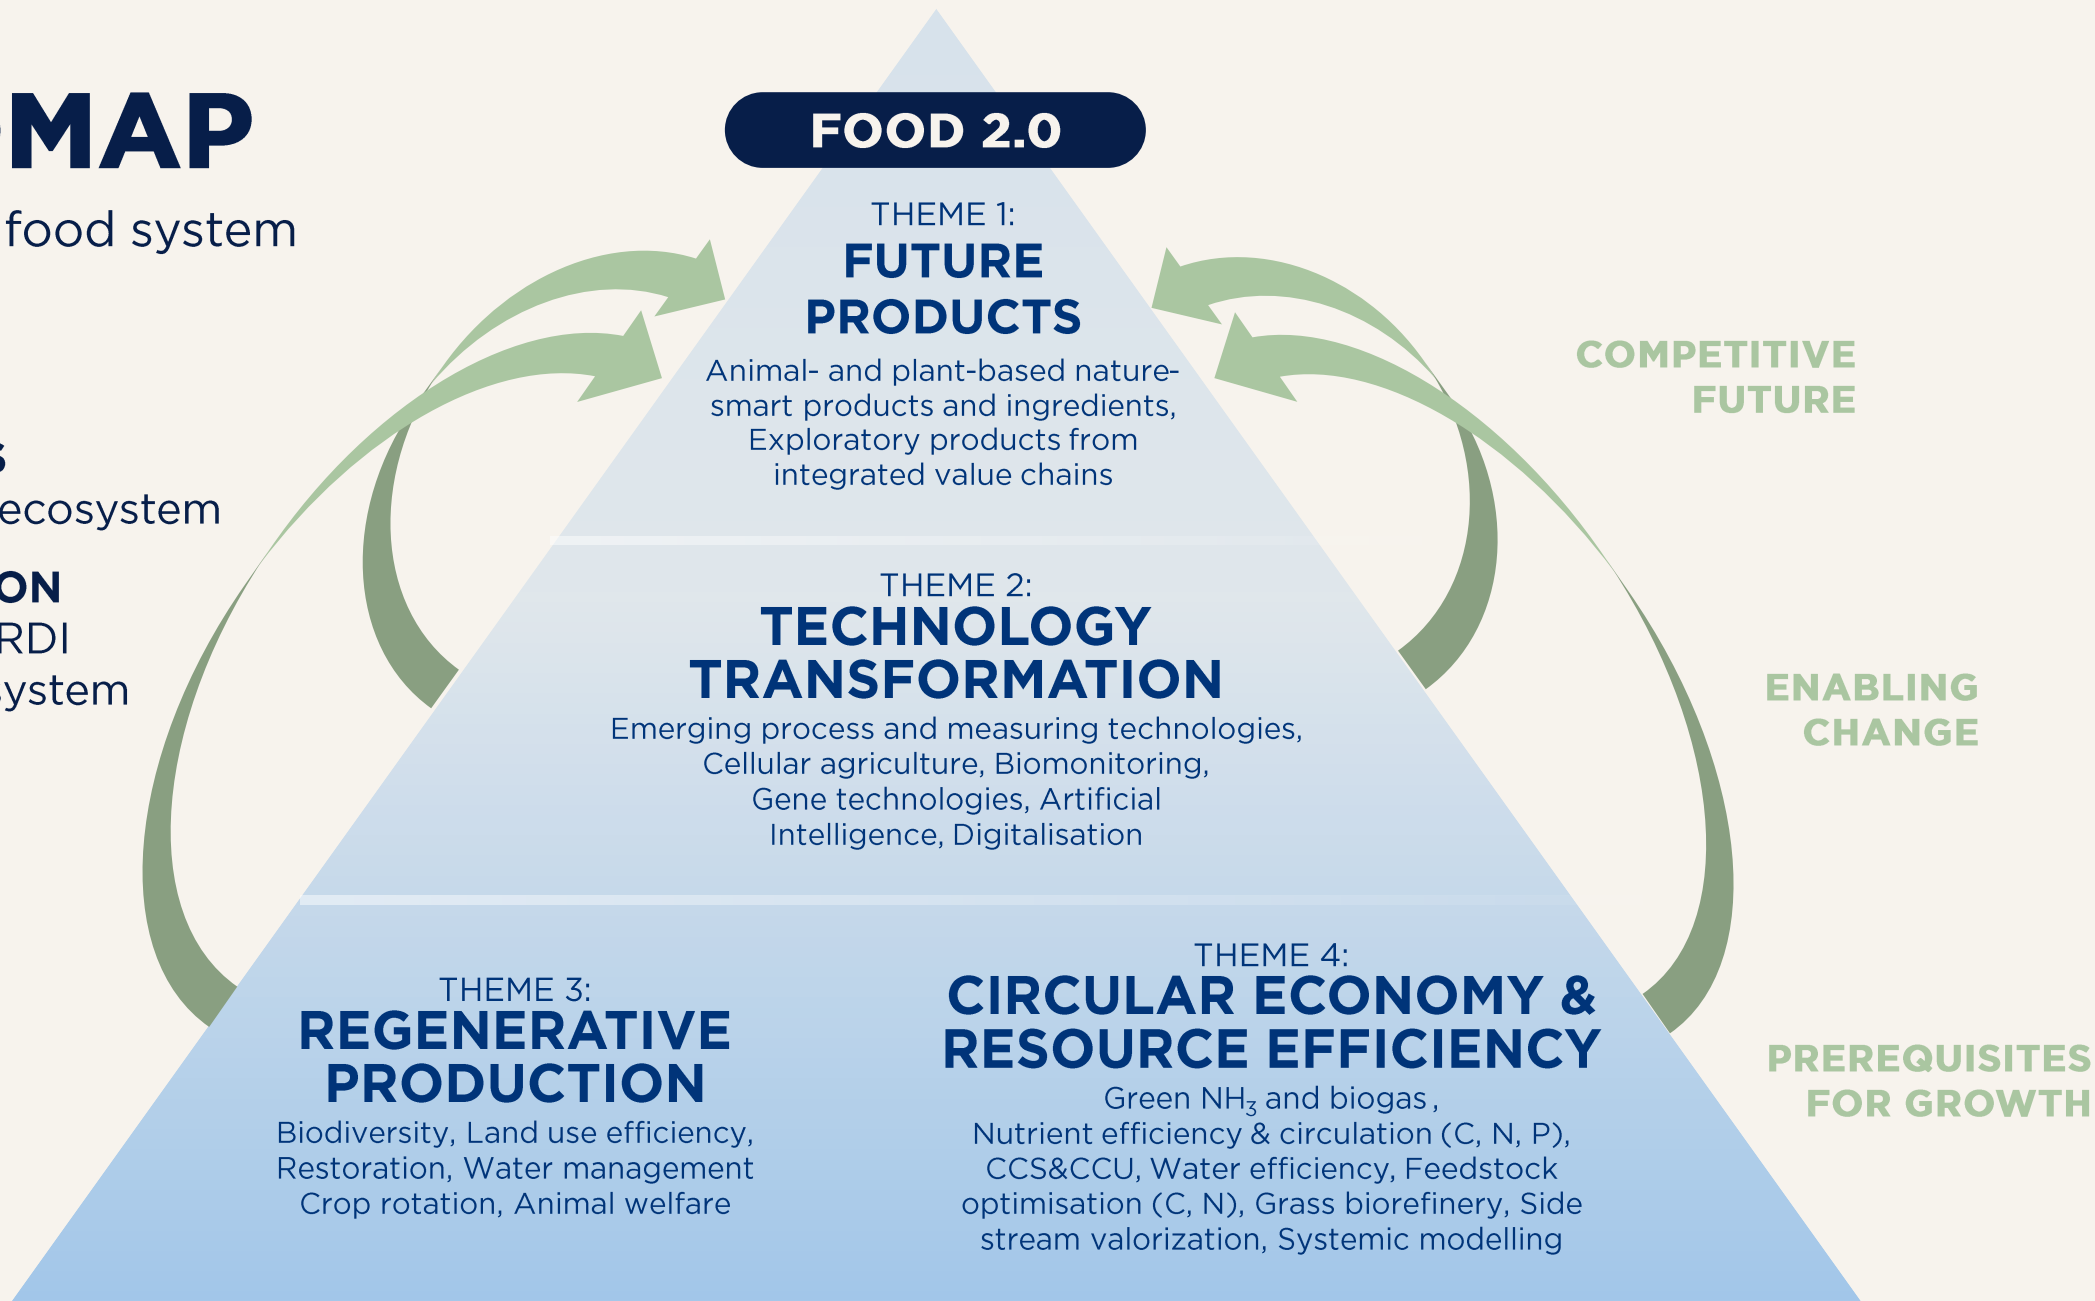 MAP
food system
S
ecosystem
ON
RDI
system
FOOD 2.0
THEME 1:
FUTURE
PRODUCTS
Animal- and plant-based nature-
smart products and ingredients,
Exploratory products from
integrated value chains
THEME 2:
TECHNOLOGY
TRANSFORMATION
Emerging process and measuring technologies,
Cellular agriculture, Biomonitoring,
Gene technologies, Artificial
Intelligence, Digitalisation
THEME 3:
REGENERATIVE
PRODUCTION
Biodiversity, Land use efficiency,
Restoration, Water management
Crop rotation, Animal welfare
THEME 4:
CIRCULAR ECONOMY &
RESOURCE EFFICIENCY
Green NH₃ and biogas ,
Nutrient efficiency & circulation (C, N, P),
CCS&CCU, Water efficiency, Feedstock
optimisation (C, N), Grass biorefinery, Side
stream valorization, Systemic modelling
COMPETITIVE
FUTURE
ENABLING
CHANGE
PREREQUISITES
FOR GROWTH